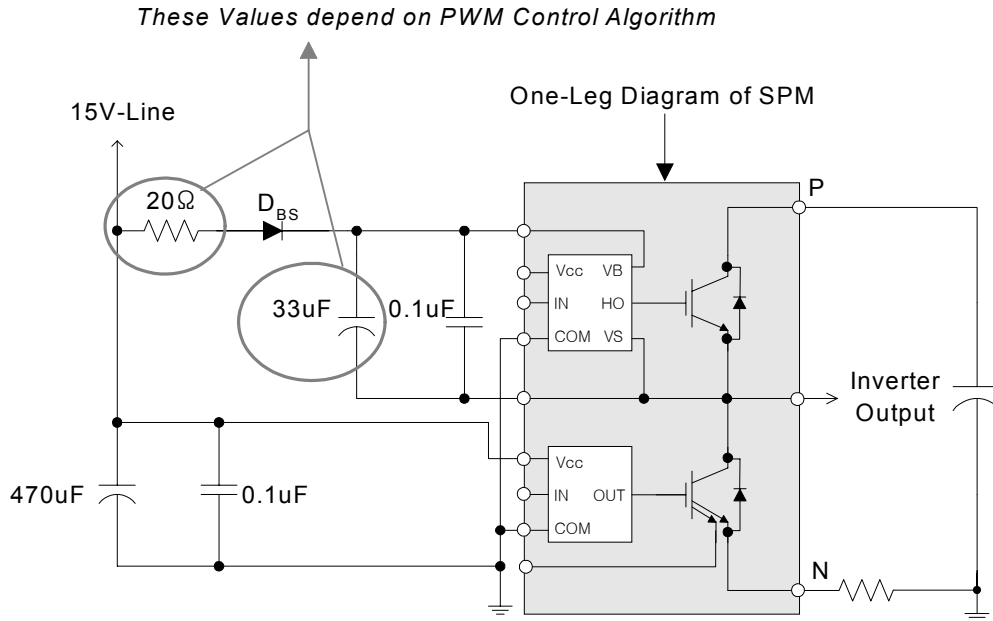 These Values depend on PWM Control Algorithm
One-Leg Diagram of SPM
15V-Line
P
20Ω
D_BS
Vcc VB
IN HO
COM VS
33uF
0.1uF
Inverter
Output
Vcc
IN OUT
COM
470uF
0.1uF
N